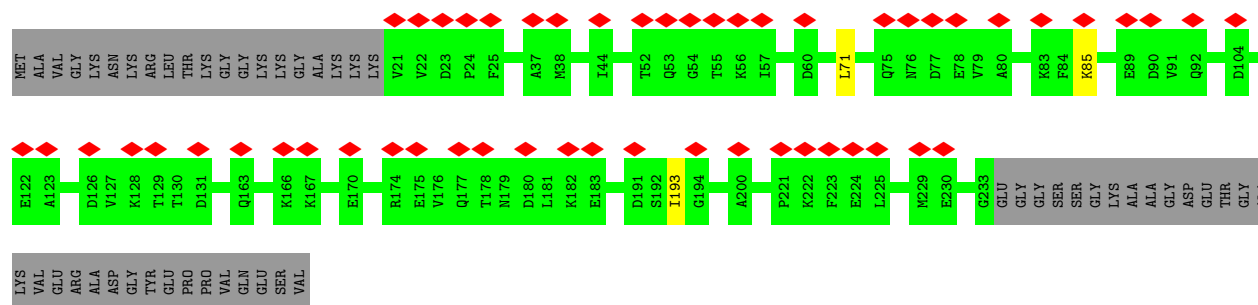 MET ALA VAL GLY LYS ASN LYS ARG LEU THR LYS GLY GLY LYS LYS GLY ALA LYS LYS LYS V21 V22 D23 P24 F25 A37 M38 I44 T52 Q53 G54 T55 K56 I57 D60 L71 Q75 N76 D77 E78 V79 A80 K83 F84 K85 E89 D90 V91 Q92 D104
E122 A123 D126 V127 K128 T129 T130 D131 Q163 K166 K167 E170 R174 E175 V176 Q177 T178 N179 D180 L181 K182 E183 D191 S192 I193 G194 A200 P221 K222 F223 E224 L225 M229 E230 G233 GLU GLY GLY SER SER GLY LYS ALA ALA GLY ASP GLU THR GLY
LYS VAL GLU ARG ALA ASP GLY TYR GLU PRO PRO VAL GLN GLU SER VAL